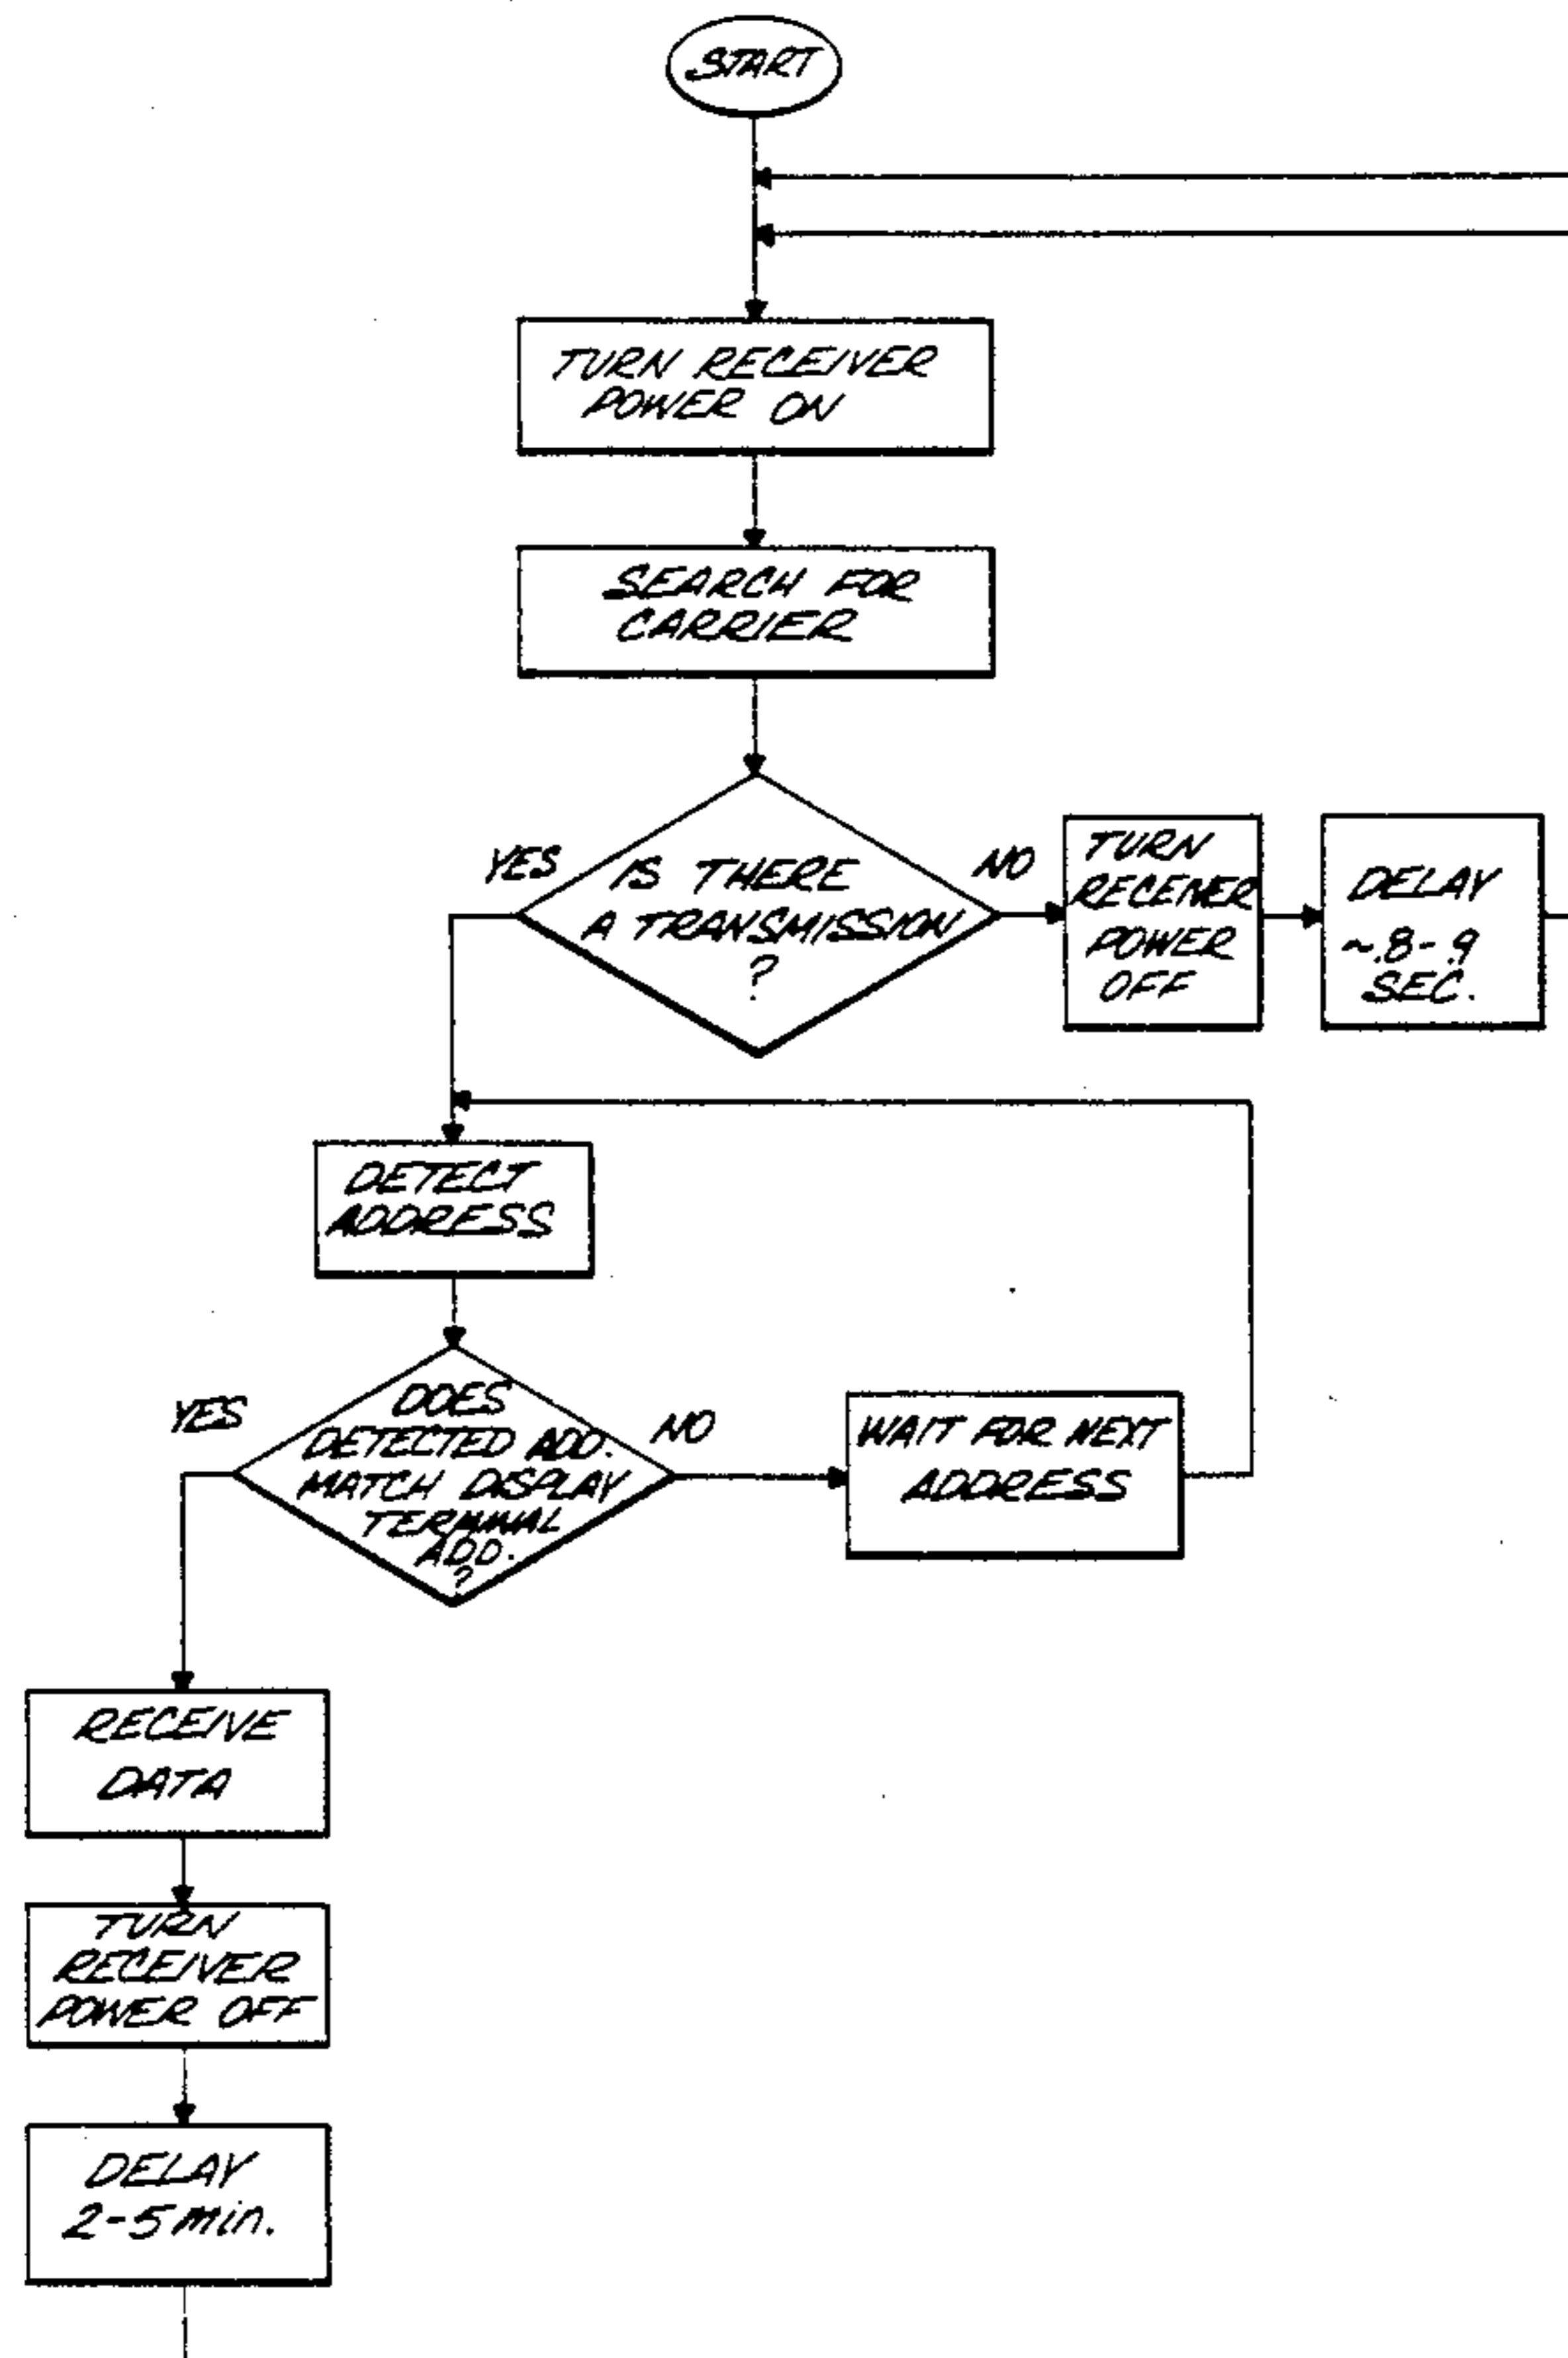 START
TURN RECEIVER
POWER ON
SEARCH FOR
CARRIER
YES
IS THERE
A TRANSMISSION
?
NO
TURN
RECEIVER
POWER
OFF
DELAY
~.8-.9
SEC.
DETECT
ADDRESS
YES
DOES
DETECTED ADD.
MATCH DISPLAY
TERMINAL
ADD.
?
NO
WAIT FOR NEXT
ADDRESS
RECEIVE
DATA
TURN
RECEIVER
POWER OFF
DELAY
2-5 min.